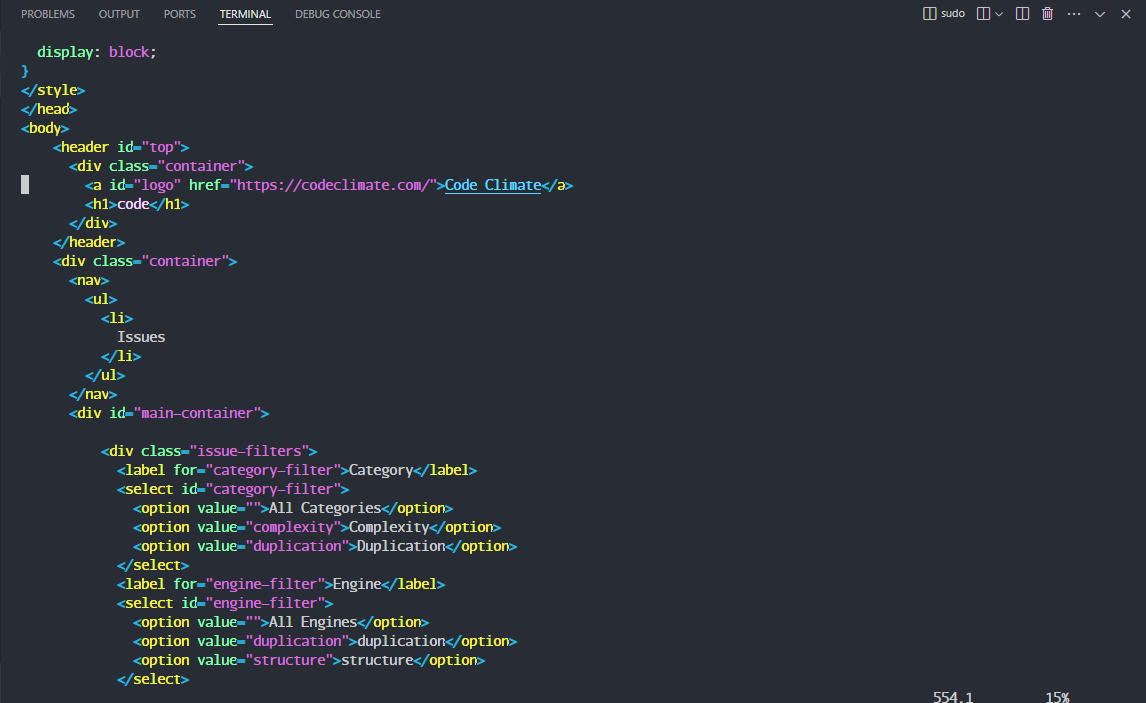 PROBLEMS OUTPUT PORTS TERMINAL DEBUG CONSOLE sudo
display: block;
}
</style>
</head>
<body>
<header id="top">
<div class="container">
<a id="logo" href="https://codeclimate.com/">Code Climate</a>
<h1>code</h1>
</div>
</header>
<div class="container">
<nav>
<ul>
<li>
Issues
</li>
</ul>
</nav>
<div id="main-container">
<div class="issue-filters">
<label for="category-filter">Category</label>
<select id="category-filter">
<option value="">All Categories</option>
<option value="complexity">Complexity</option>
<option value="duplication">Duplication</option>
</select>
<label for="engine-filter">Engine</label>
<select id="engine-filter">
<option value="">All Engines</option>
<option value="duplication">duplication</option>
<option value="structure">structure</option>
</select>
554,1 15%